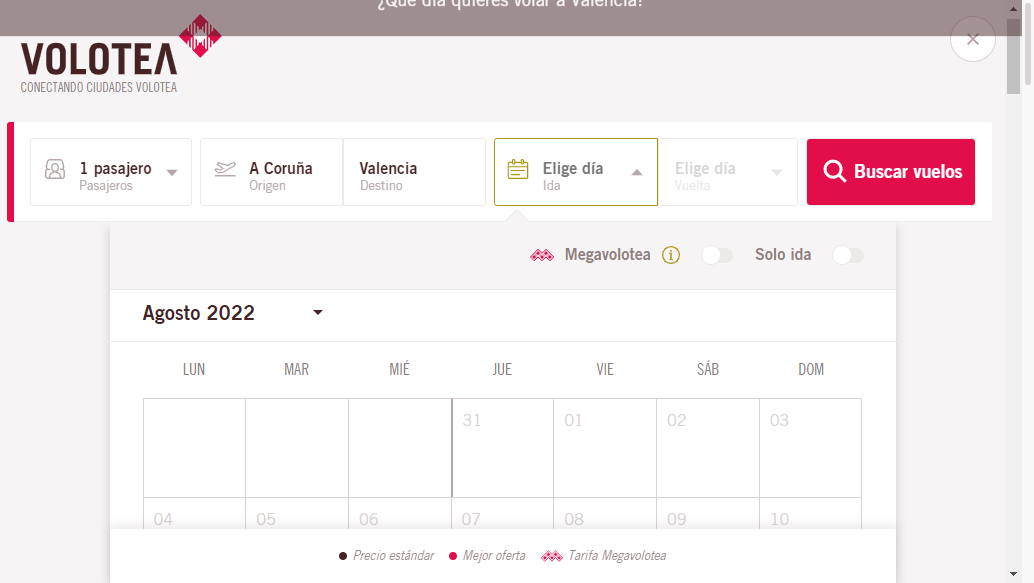 ¿Qué día quieres volar a Valencia?
VOLOTEA
CONECTANDO CIUDADES VOLOTEA
1 pasajero
Pasajeros
A Coruña
Origen
Valencia
Destino
Elige día
Ida
Elige día
Vuelta
Buscar vuelos
Megavolotea
Solo ida
Agosto 2022
LUN MAR MIÉ JUE VIE SÁB DOM
31 01 02 03
04 05 06 07 08 09 10
Precio estándar Mejor oferta Tarifa Megavolotea